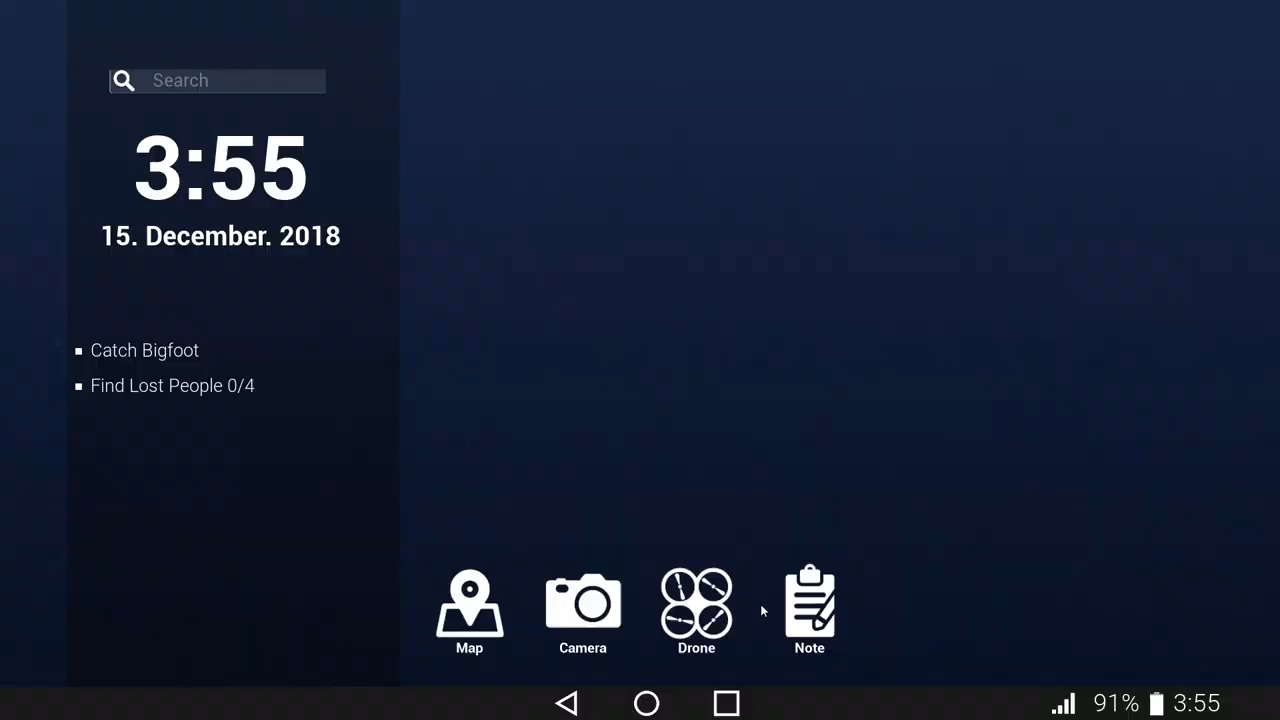 Search
3:55
15. December. 2018
Catch Bigfoot
Find Lost People 0/4
Map
Camera
Drone
Note
91% 3:55